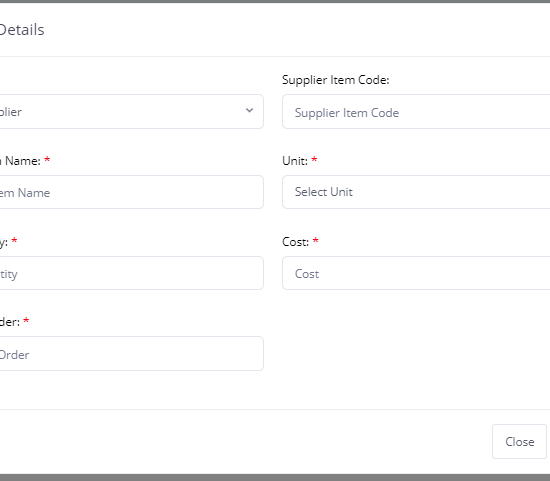 Details
Supplier Item Code:
plier
Supplier Item Code
Name: *
Unit: *
em Name
Select Unit
y: *
Cost: *
tity
Cost
der: *
Order
Close